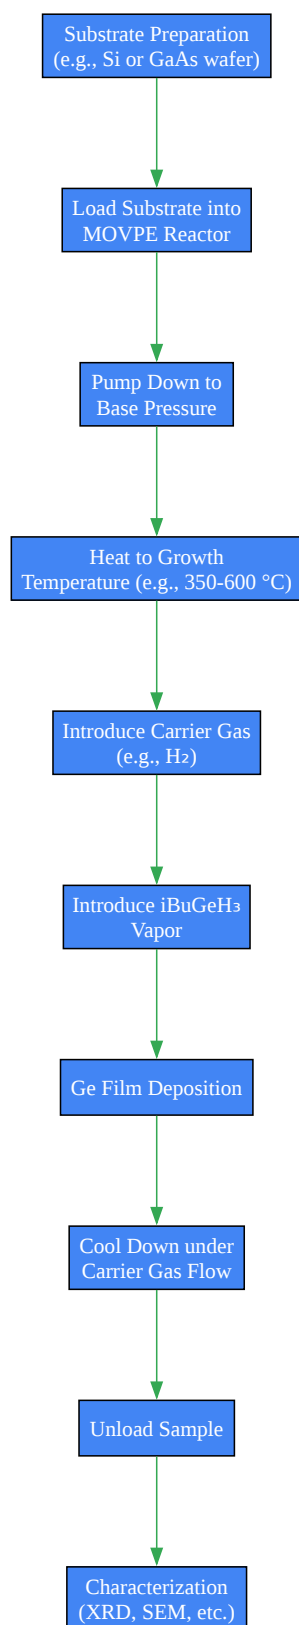 Substrate Preparation
(e.g., Si or GaAs wafer)
Load Substrate into
MOVPE Reactor
Pump Down to
Base Pressure
Heat to Growth
Temperature (e.g., 350-600 °C)
Introduce Carrier Gas
(e.g., H₂)
Introduce iBuGeH₃
Vapor
Ge Film Deposition
Cool Down under
Carrier Gas Flow
Unload Sample
Characterization
(XRD, SEM, etc.)